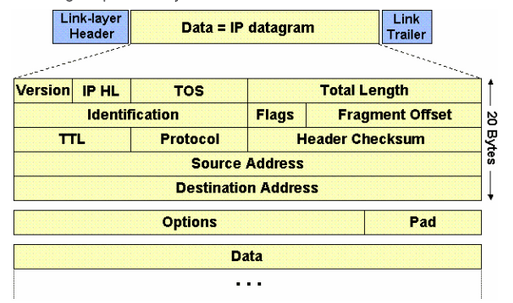 Link-layer Header Data = IP datagram Link Trailer
Version IP HL TOS Total Length
Identification Flags Fragment Offset
TTL Protocol Header Checksum
Source Address
Destination Address
20 Bytes
Options Pad
Data
...